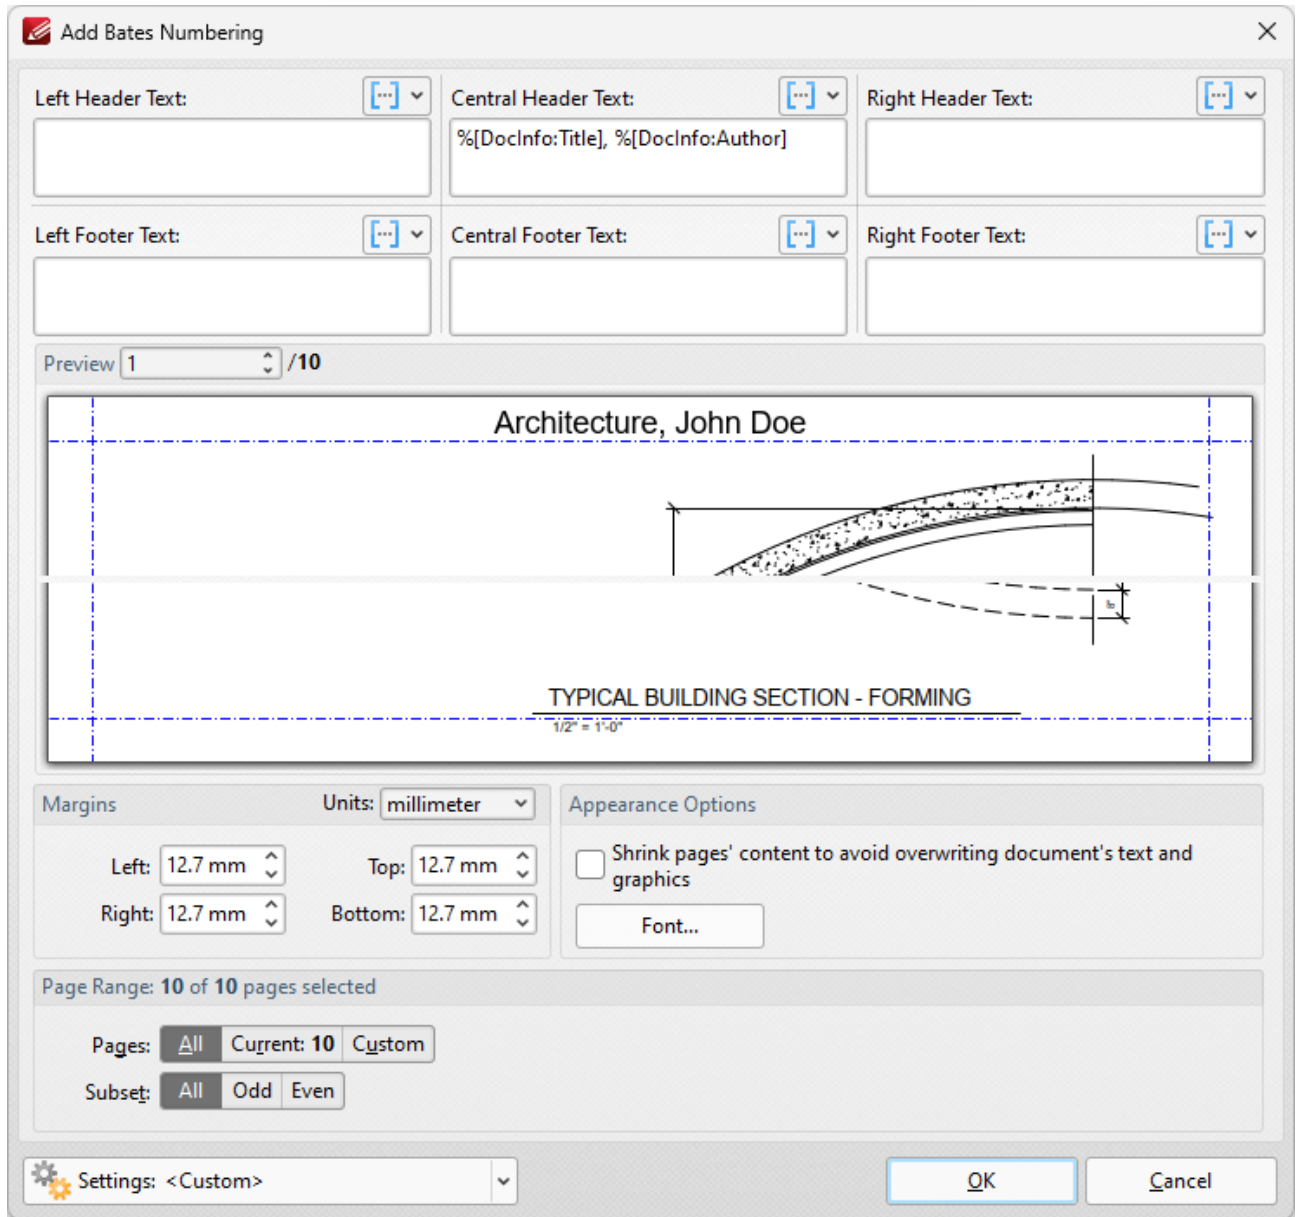 Add Bates Numbering
Left Header Text:
Central Header Text:
Right Header Text:
%[DocInfo:Title], %[DocInfo:Author]
Left Footer Text:
Central Footer Text:
Right Footer Text:
Preview 1 /10
Architecture, John Doe
TYPICAL BUILDING SECTION - FORMING
1/2" = 1'-0"
Margins
Units: millimeter
Left: 12.7 mm
Top: 12.7 mm
Right: 12.7 mm
Bottom: 12.7 mm
Appearance Options
Shrink pages' content to avoid overwriting document's text and
graphics
Font...
Page Range: 10 of 10 pages selected
Pages: All Current: 10 Custom
Subset: All Odd Even
Settings: <Custom>
OK
Cancel